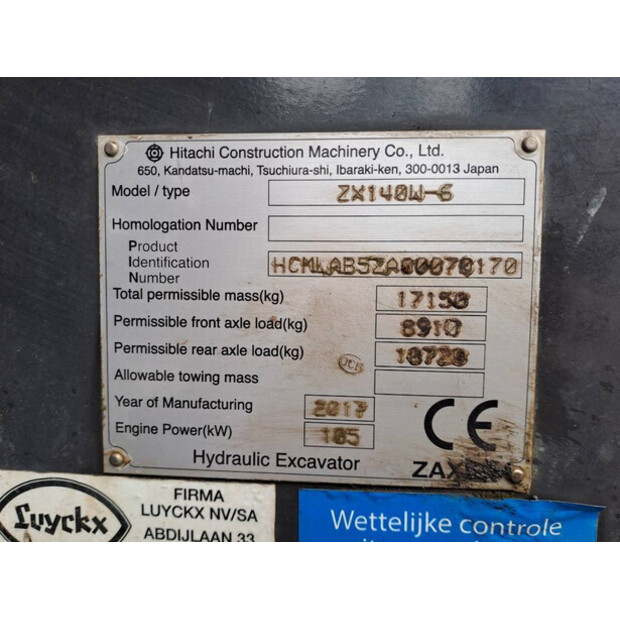 Hitachi Construction Machinery Co., Ltd.
650, Kandatsu-machi, Tsuchiura-shi, Ibaraki-ken, 300-0013 Japan
Model / type ZX140W-6
Homologation Number
Product
Identification HCMLAB5ZA00070170
Number
Total permissible mass(kg) 17150
Permissible front axle load(kg) 8910
Permissible rear axle load(kg) 10720
Allowable towing mass
Year of Manufacturing 2017
Engine Power(kW) 105
CE
Hydraulic Excavator
Luyckx
FIRMA
LUYCKX NV/SA
ABDIJLAAN 33
Wettelijke controle